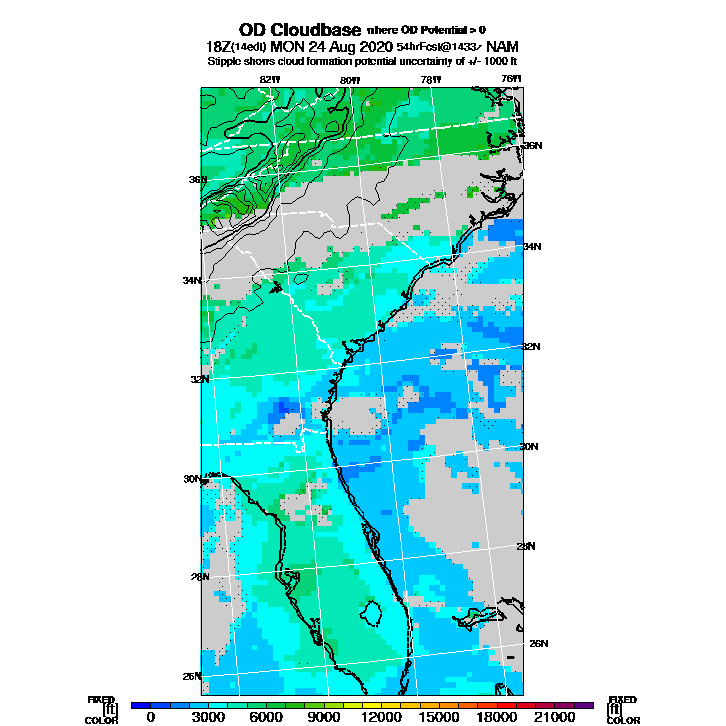 OD Cloudbase where OD Potential > 0
18Z(14edt) MON 24 Aug 2020 54hrFcst@1433z NAM
Stipple shows cloud formation potential uncertainty of +/- 1000 ft
82W 80W 78W 76W
36N
36N
34N
34N
32N
32N
30N
30N
28N
28N
26N
26N
FIXED FIXED
[ft] [ft]
COLOR 0 3000 6000 9000 12000 15000 18000 21000 COLOR